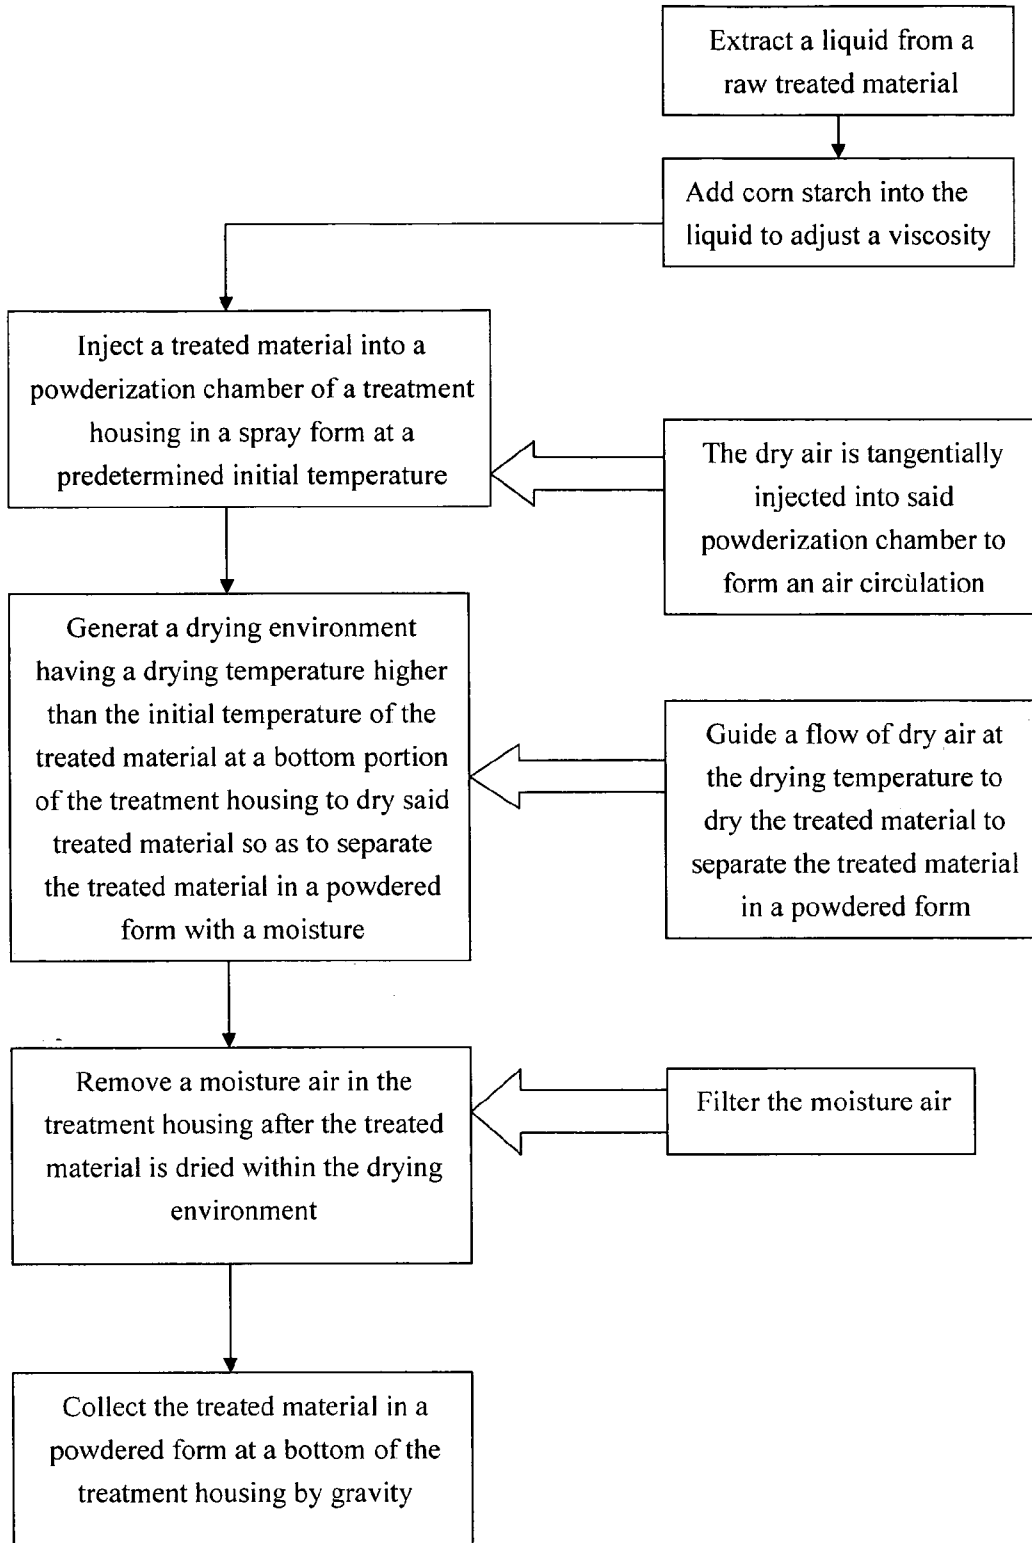 Extract a liquid from a
raw treated material
Add corn starch into the
liquid to adjust a viscosity
Inject a treated material into a
powderization chamber of a treatment
housing in a spray form at a
predetermined initial temperature
The dry air is tangentially
injected into said
powderization chamber to
form an air circulation
Generat a drying environment
having a drying temperature higher
than the initial temperature of the
treated material at a bottom portion
of the treatment housing to dry said
treated material so as to separate
the treated material in a powdered
form with a moisture
Guide a flow of dry air at
the drying temperature to
dry the treated material to
separate the treated material
in a powdered form
Remove a moisture air in the
treatment housing after the treated
material is dried within the drying
environment
Filter the moisture air
Collect the treated material in a
powdered form at a bottom of the
treatment housing by gravity